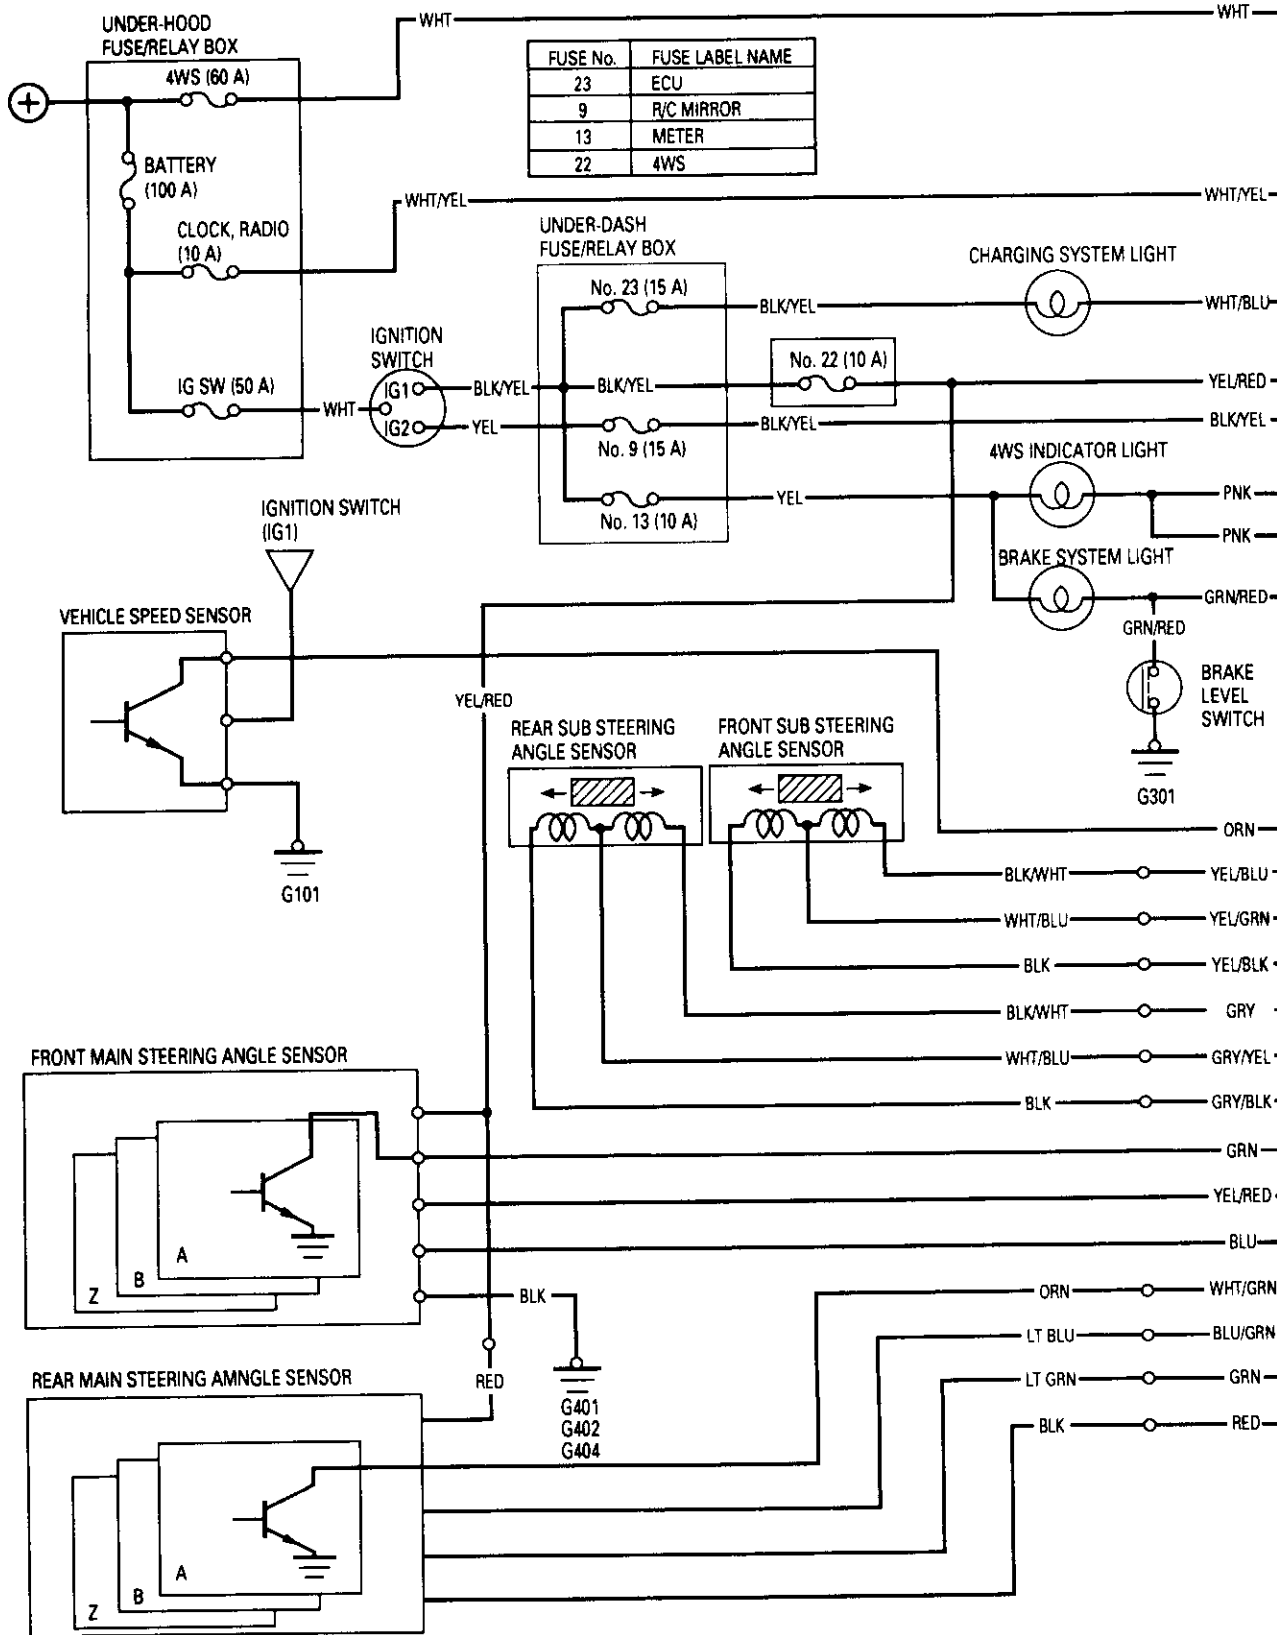 UNDER-HOOD
FUSE/RELAY BOX
WHT
WHT
4WS (60 A)
+
FUSE No. FUSE LABEL NAME
23 ECU
9 R/C MIRROR
13 METER
22 4WS
BATTERY
(100 A)
CLOCK, RADIO
(10 A)
WHT/YEL
WHT/YEL
UNDER-DASH
FUSE/RELAY BOX
CHARGING SYSTEM LIGHT
No. 23 (15 A)
BLK/YEL
WHT/BLU
IGNITION
SWITCH
IG SW (50 A)
WHT
IG1
IG2
BLK/YEL
BLK/YEL
No. 22 (10 A)
YEL/RED
YEL
BLK/YEL
BLK/YEL
No. 9 (15 A)
4WS INDICATOR LIGHT
YEL
PNK
No. 13 (10 A)
PNK
IGNITION SWITCH
(IG1)
BRAKE SYSTEM LIGHT
GRN/RED
GRN/RED
VEHICLE SPEED SENSOR
BRAKE
LEVEL
SWITCH
YEL/RED
REAR SUB STEERING
ANGLE SENSOR
FRONT SUB STEERING
ANGLE SENSOR
G301
G101
ORN
BLK/WHT YEL/BLU
WHT/BLU YEL/GRN
BLK YEL/BLK
BLK/WHT GRY
WHT/BLU GRY/YEL
BLK GRY/BLK
FRONT MAIN STEERING ANGLE SENSOR
GRN
YEL/RED
BLU
A
B
Z
BLK
ORN WHT/GRN
LT BLU BLU/GRN
LT GRN GRN
BLK RED
REAR MAIN STEERING AMNGLE SENSOR
RED
G401
G402
G404
A
B
Z